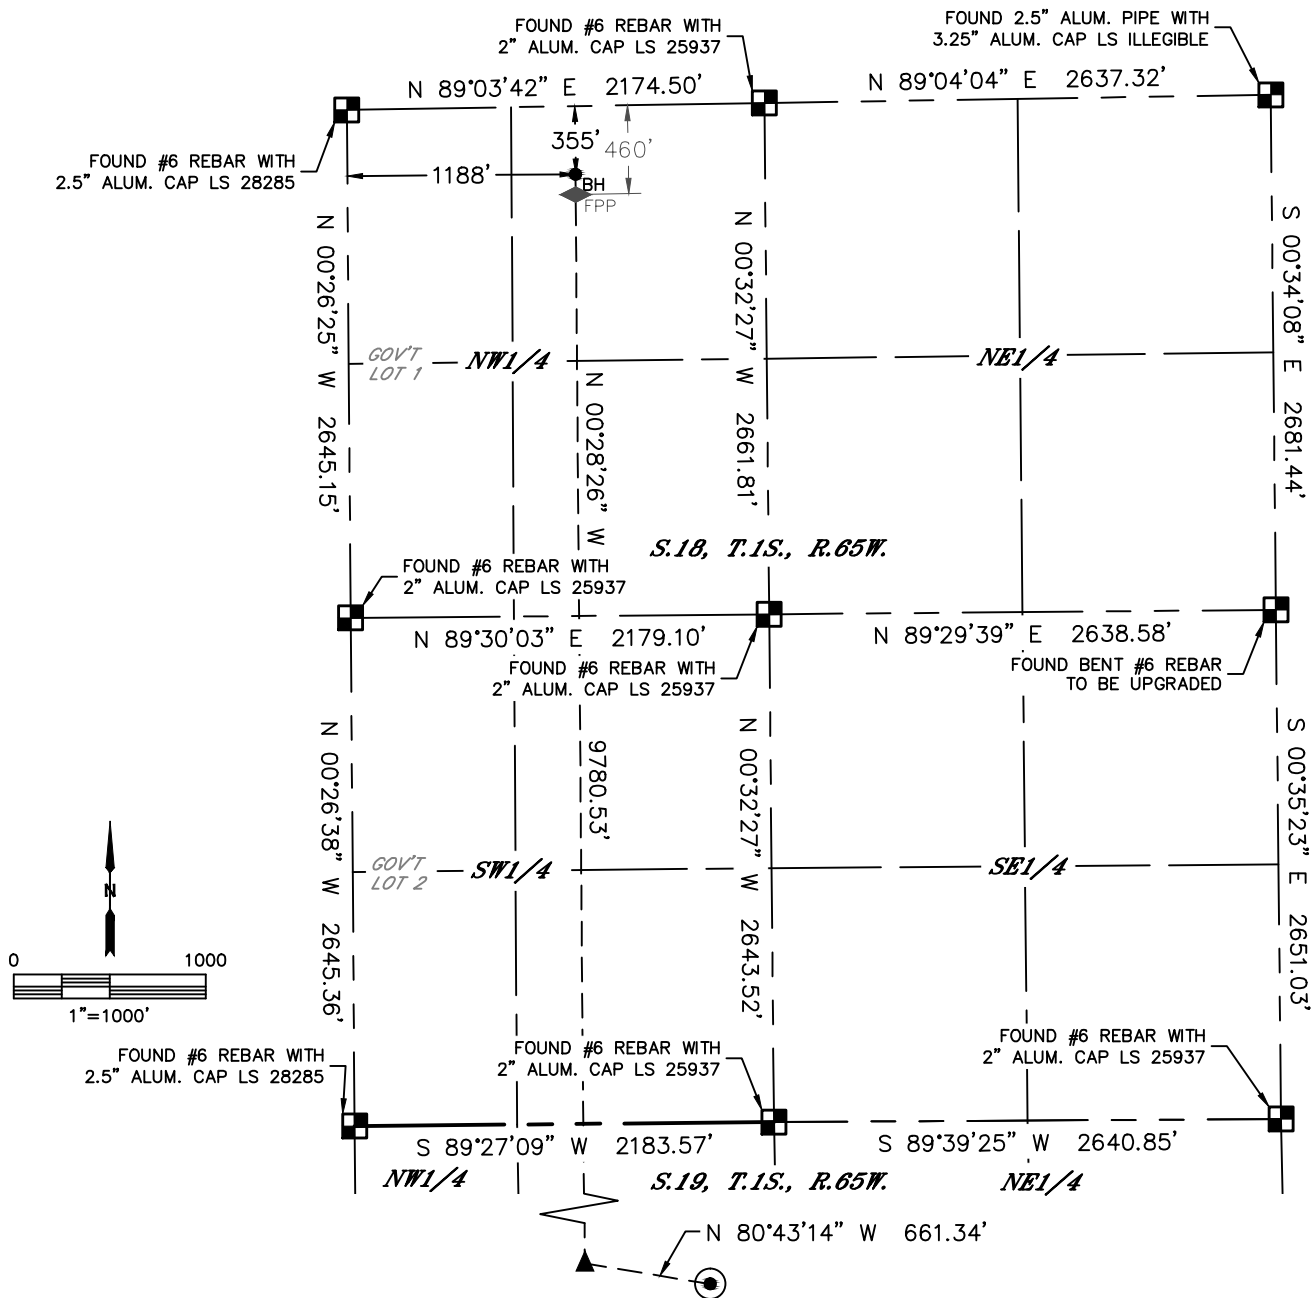 FOUND #6 REBAR WITH
2" ALUM. CAP LS 25937
FOUND 2.5" ALUM. PIPE WITH
3.25" ALUM. CAP LS ILLEGIBLE
N 89°03'42" E 2174.50'
N 89°04'04" E 2637.32'
FOUND #6 REBAR WITH
2.5" ALUM. CAP LS 28285
355'
460'
1188'
BH
FPP
N 00°26'25" W 2645.15'
N 00°32'27" W 2661.81'
S 00°34'08" E 2681.44'
GOV'T
LOT 1
NW1/4
NE1/4
N 00°28'26" W 9780.53'
S.18, T.1S., R.65W.
FOUND #6 REBAR WITH
2" ALUM. CAP LS 25937
N 89°30'03" E 2179.10'
N 89°29'39" E 2638.58'
FOUND #6 REBAR WITH
2" ALUM. CAP LS 25937
FOUND BENT #6 REBAR
TO BE UPGRADED
N 00°26'38" W 2645.36'
N 00°32'27" W 2643.52'
S 00°35'23" E 2651.03'
GOV'T
LOT 2
SW1/4
SE1/4
N
0 1000
1"=1000'
FOUND #6 REBAR WITH
2.5" ALUM. CAP LS 28285
FOUND #6 REBAR WITH
2" ALUM. CAP LS 25937
FOUND #6 REBAR WITH
2" ALUM. CAP LS 25937
S 89°27'09" W 2183.57'
S 89°39'25" W 2640.85'
NW1/4
S.19, T.1S., R.65W.
NE1/4
N 80°43'14" W 661.34'